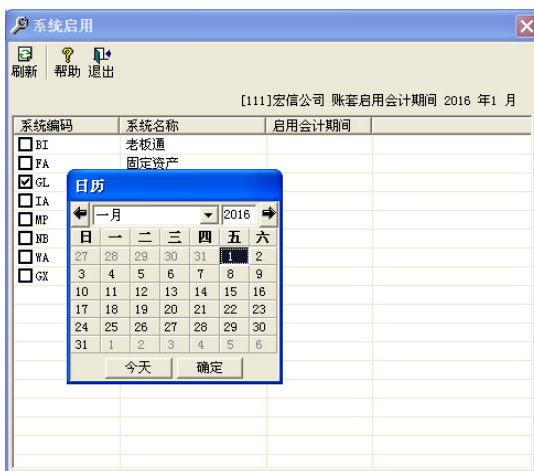 系统启用
刷新 帮助 退出
[111]宏信公司 账套启用会计期间 2016 年1 月
系统编码 系统名称 启用会计期间
BI 老板通
FA 固定资产
GL
IA
MP
NB
WA
GX
日历
一月 2016
日 一 二 三 四 五 六
27 28 29 30 31 1 2
3 4 5 6 7 8 9
10 11 12 13 14 15 16
17 18 19 20 21 22 23
24 25 26 27 28 29 30
31 1 2 3 4 5 6
今天 确定